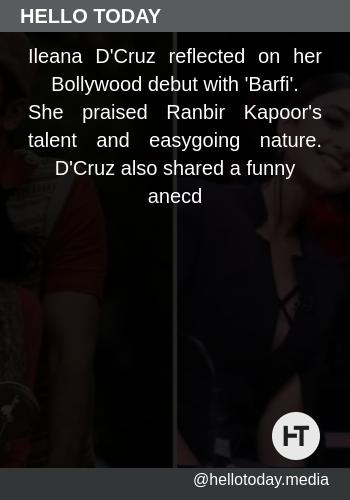 HELLO TODAY
Ileana D'Cruz reflected on her
Bollywood debut with 'Barfi'.
She praised Ranbir Kapoor's
talent and easygoing nature.
D'Cruz also shared a funny
anecd
HT
@hellotoday.media